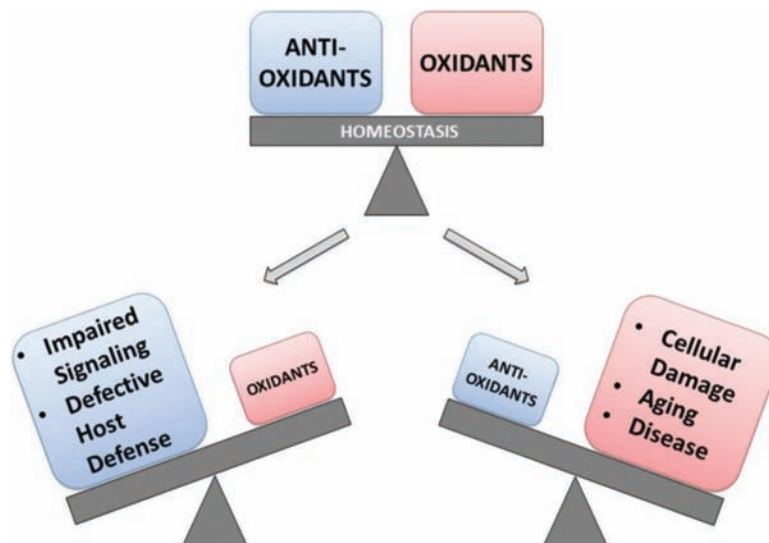 ANTI-
OXIDANTS
OXIDANTS
HOMEOSTASIS
• Impaired
Signaling
• Defective
Host
Defense
OXIDANTS
ANTI-
OXIDANTS
• Cellular
Damage
• Aging
• Disease